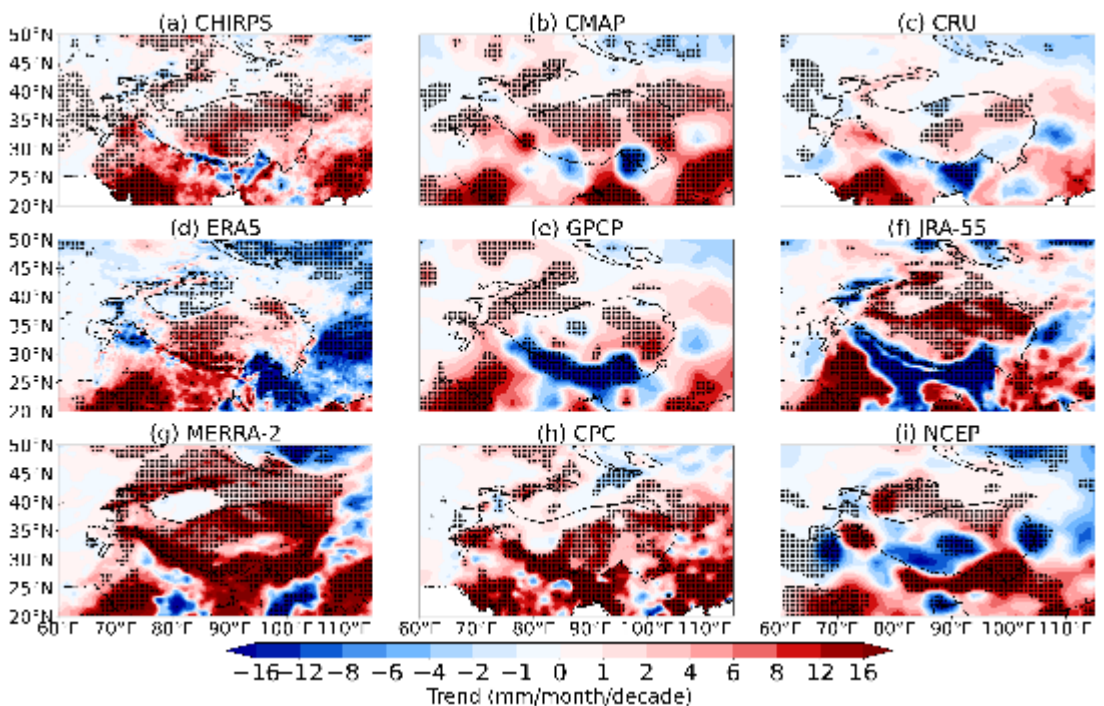 (a) CHIRPS (b) CMAP (c) CRU
50°N
45°N
40°N
35°N
30°N
25°N
20°N
(d) ERA5 (e) GPCP (f) JRA-55
50°N
45°N
40°N
35°N
30°N
25°N
20°N
(g) MERRA-2 (h) CPC (i) NCEP
50°N
45°N
40°N
35°N
30°N
25°N
20°N
60°E 70°E 80°E 90°E 100°E 110°E 60°E 70°E 80°E 90°E 100°E 110°E 60°E 70°E 80°E 90°E 100°E 110°E
−16 −12 −8 −6 −4 −2 −1 0 1 2 4 6 8 12 16
Trend (mm/month/decade)